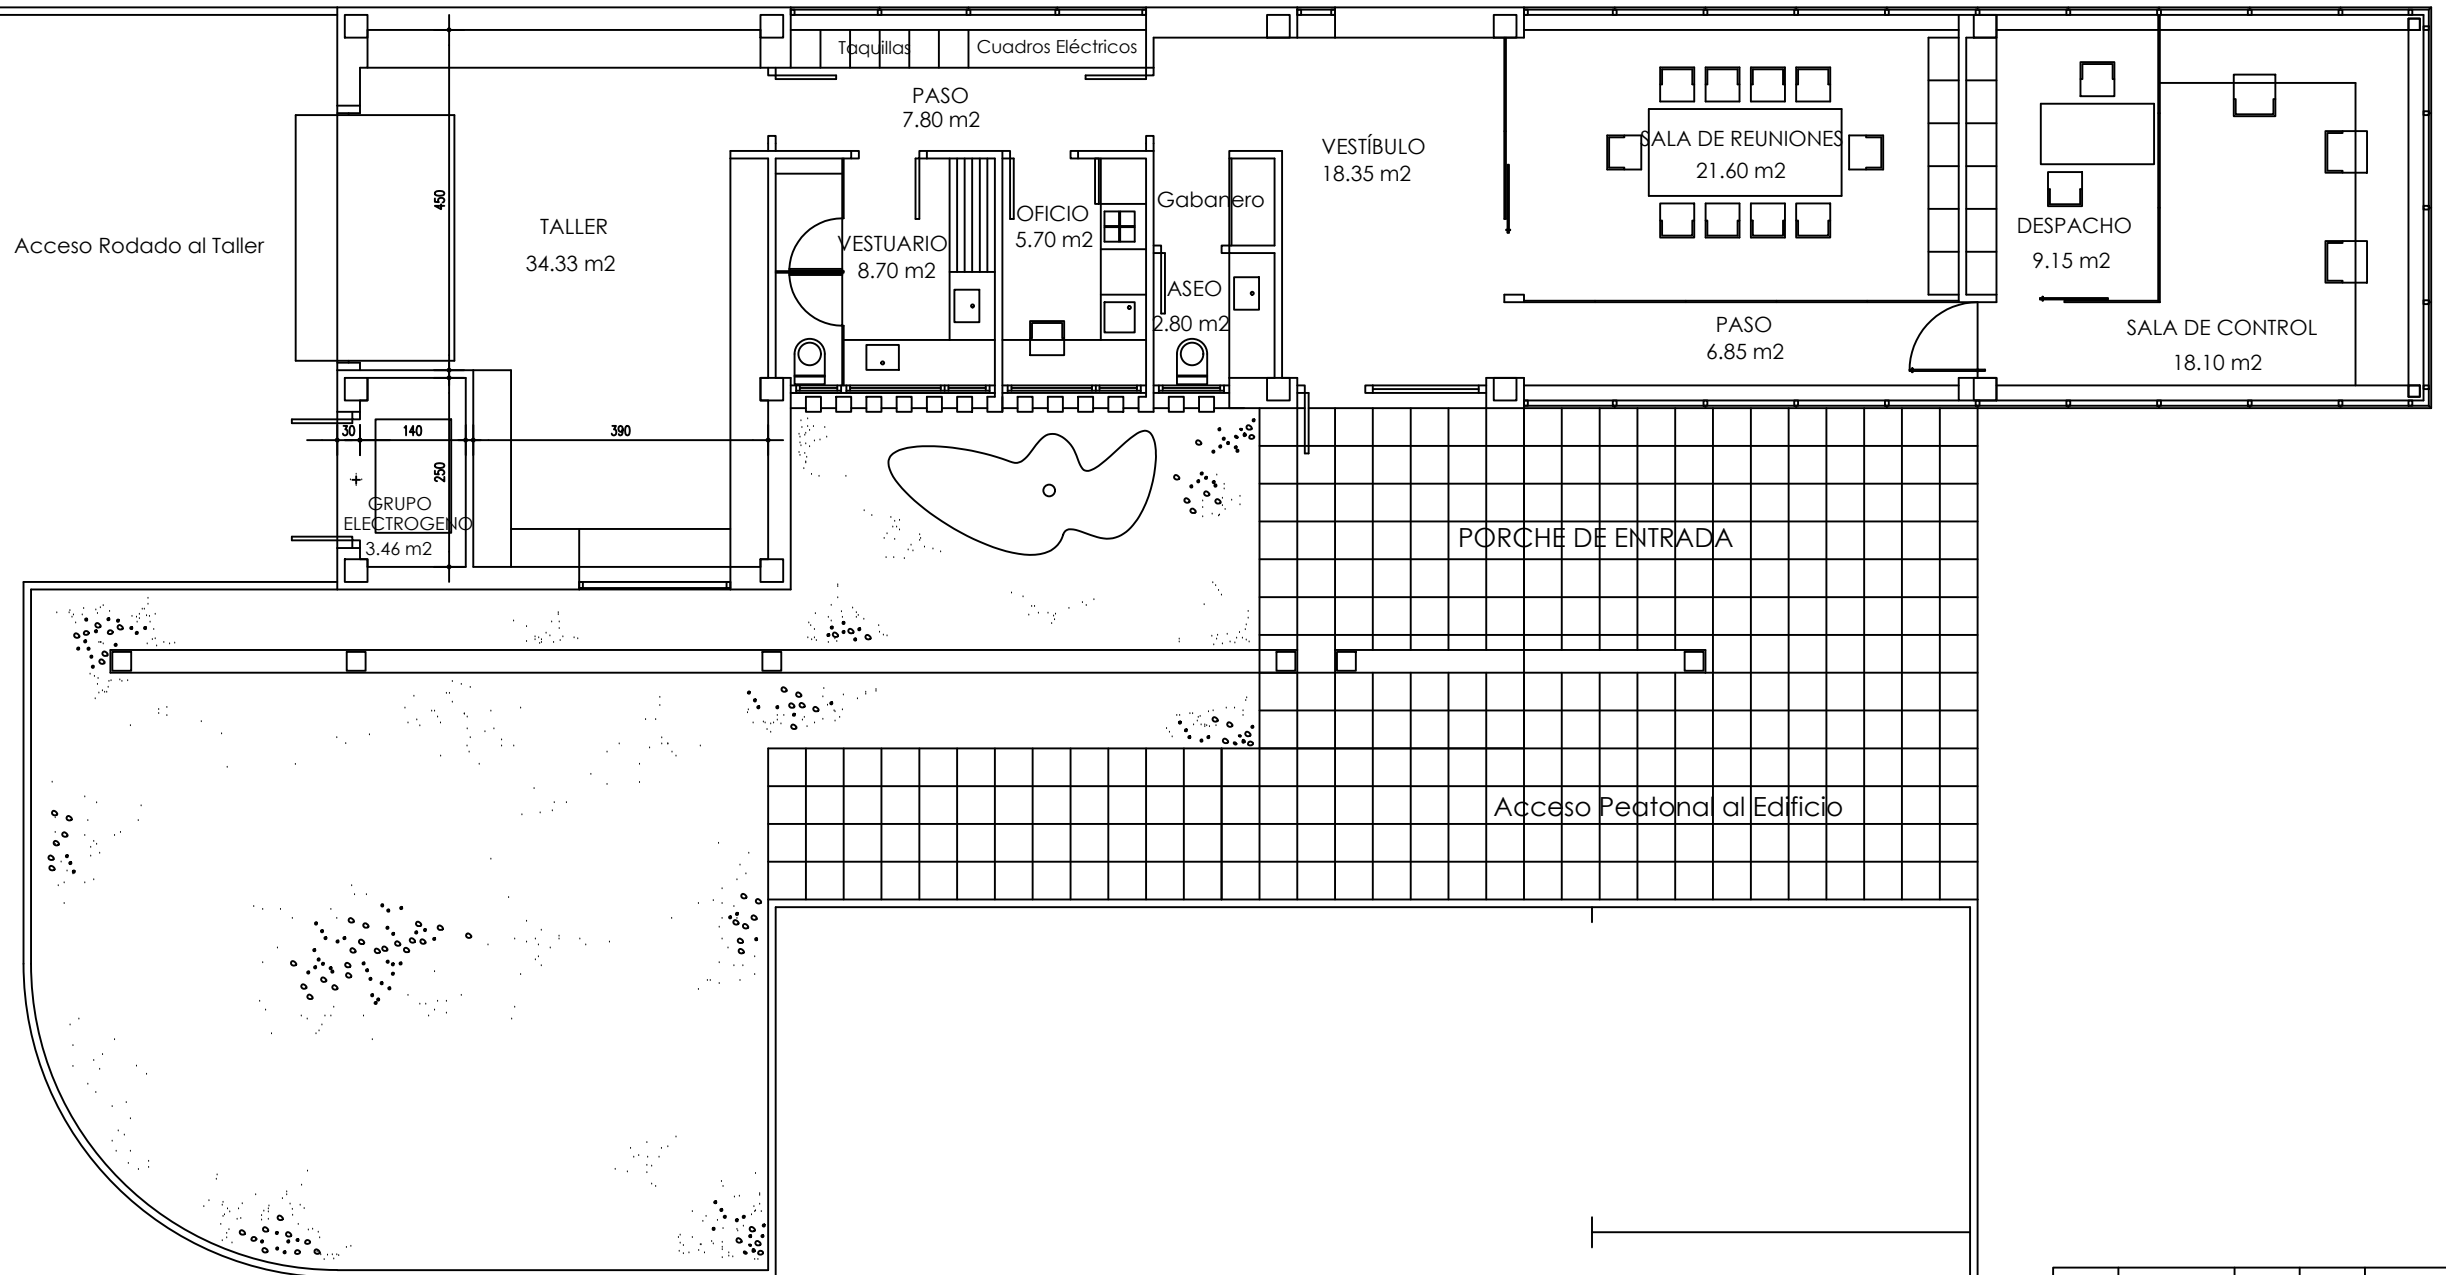 Taquillas
Cuadros Eléctricos
PASO
7.80 m2
VESTÍBULO
18.35 m2
SALA DE REUNIONES
21.60 m2
Acceso Rodado al Taller
450
TALLER
34.33 m2
VESTUARIO
8.70 m2
OFICIO
5.70 m2
Gabanero
ASEO
2.80 m2
DESPACHO
9.15 m2
PASO
6.85 m2
SALA DE CONTROL
18.10 m2
30
140
390
250
GRUPO
ELECTROGENO
3.46 m2
PORCHE DE ENTRADA
Acceso Peatonal al Edificio